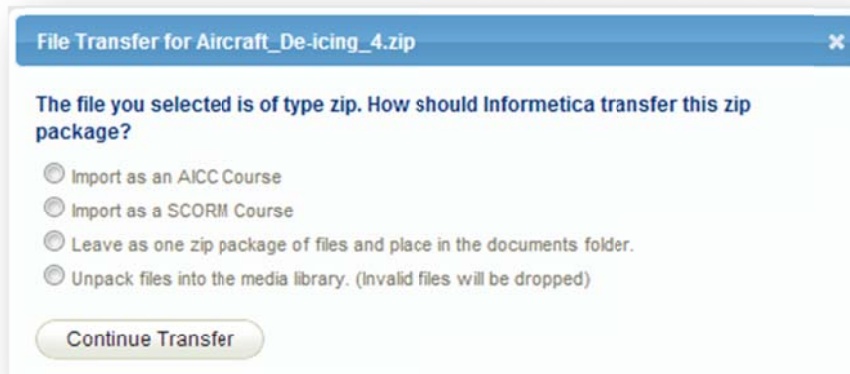 File Transfer for Aircraft_De-icing_4.zip
The file you selected is of type zip. How should Informetica transfer this zip
package?
Import as an AICC Course
Import as a SCORM Course
Leave as one zip package of files and place in the documents folder.
Unpack files into the media library. (Invalid files will be dropped)
Continue Transfer